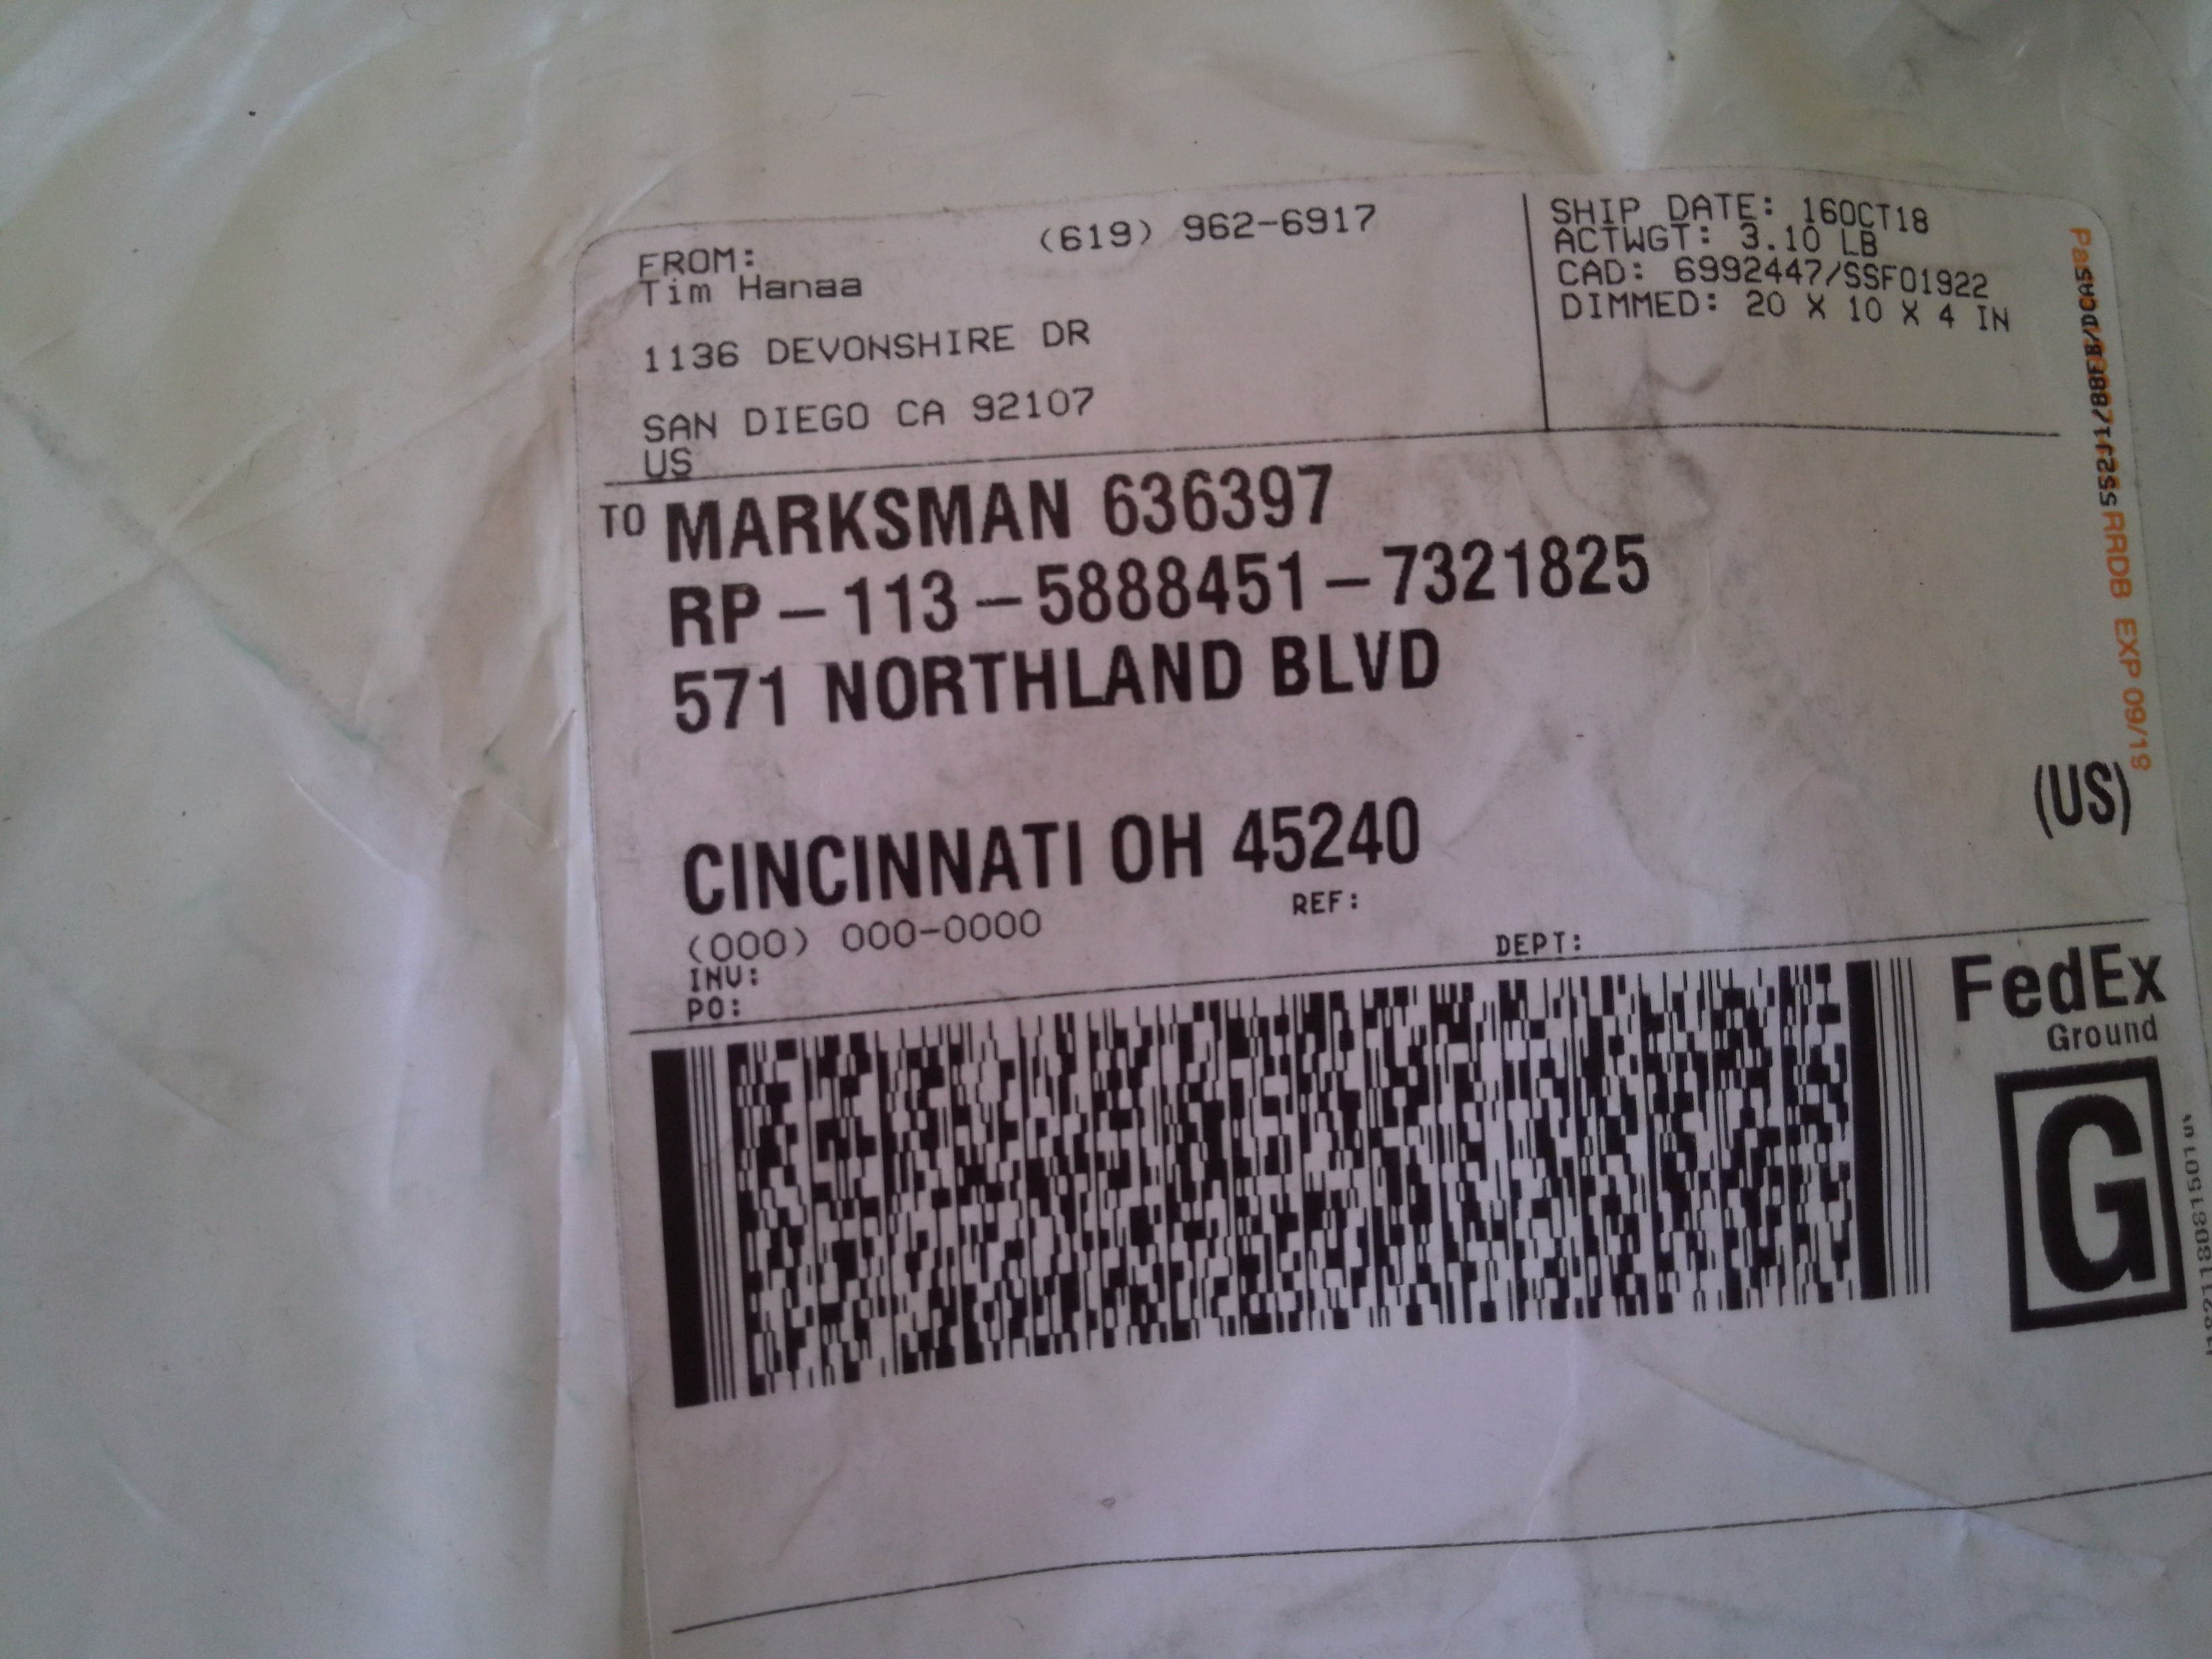 FROM:
(619) 962-6917
Tim Hanaa
1136 DEVONSHIRE DR
SAN DIEGO CA 92107
US
SHIP DATE: 16OCT18
ACTWGT: 3.10 LB
CAD: 6992447/SSFO1922
DIMMED: 20 X 10 X 4 IN
TO MARKSMAN 636397
RP – 113 – 5888451 – 7321825
571 NORTHLAND BLVD
CINCINNATI OH 45240
(US)
(000) 000-0000
REF:
INV:
PO:
DEPT:
FedEx
Ground
G
RRDB EXP 09/19